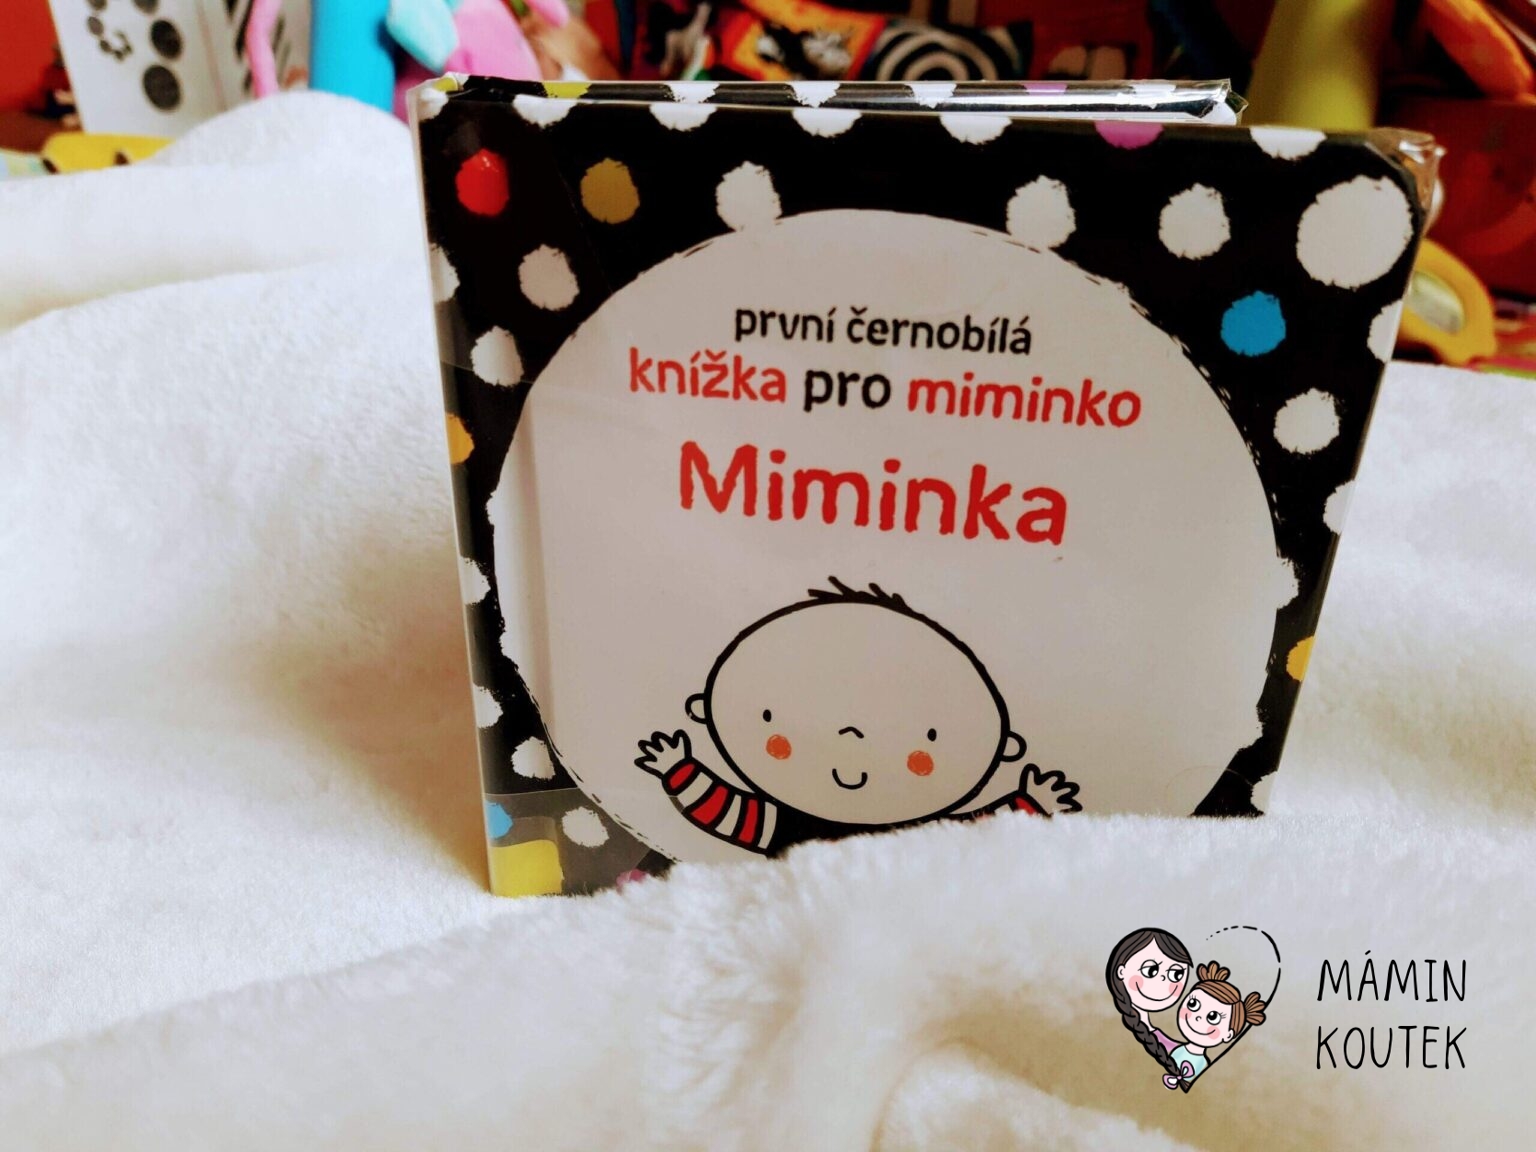 první černobílá
knížka pro miminko
Miminka
MÁMIN
KOUTEK